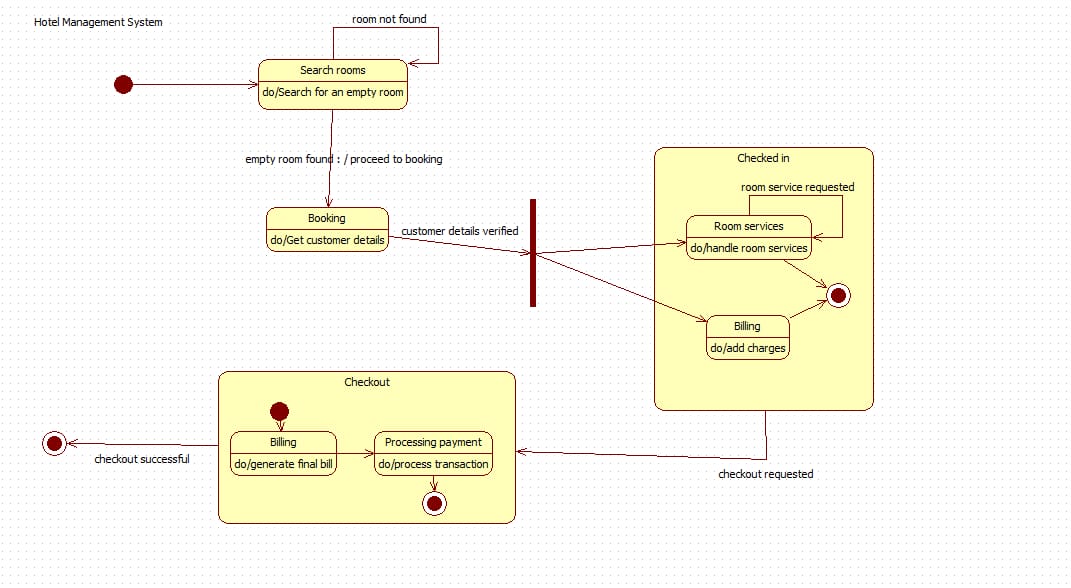 Hotel Management System
room not found
Search rooms
do/Search for an empty room
empty room found : / proceed to booking
Booking
do/Get customer details
customer details verified
Checked in
room service requested
Room services
do/handle room services
Billing
do/add charges
Checkout
Billing
do/generate final bill
Processing payment
do/process transaction
checkout successful
checkout requested